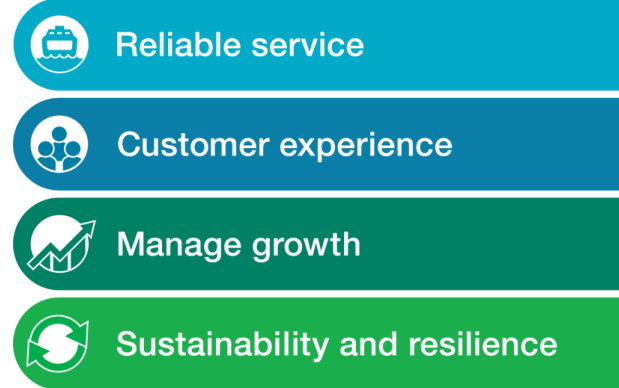 Reliable service
Customer experience
Manage growth
Sustainability and resilience